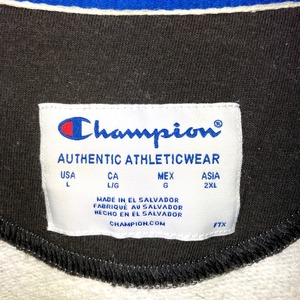 Champion®
AUTHENTIC ATHLETICWEAR
USA CA MEX ASIA
L L/G G 2XL
MADE IN EL SALVADOR
FABRIQUÉ AU SALVADOR
HECHO EN EL SALVADOR
CHAMPION.COM FTX